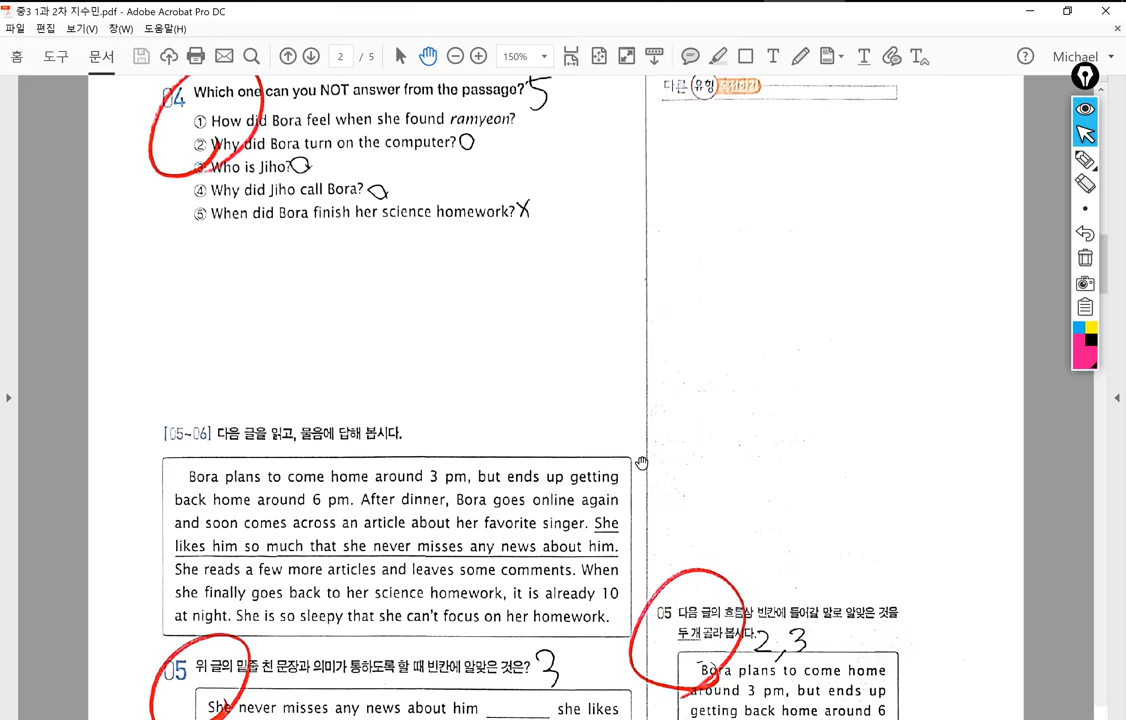 중3 1과 2차 지수민.pdf - Adobe Acrobat Pro DC
파일 편집 보기(V) 창(W) 도움말(H)
홈 도구 문서 2 / 5 150% Michael
04 Which one can you NOT answer from the passage? 5
① How did Bora feel when she found ramyeon?
② Why did Bora turn on the computer? O
③ Who is Jiho? O
④ Why did Jiho call Bora? O
⑤ When did Bora finish her science homework? X
[05~06] 다음 글을 읽고, 물음에 답해 봅시다.
Bora plans to come home around 3 pm, but ends up getting
back home around 6 pm. After dinner, Bora goes online again
and soon comes across an article about her favorite singer. She
likes him so much that she never misses any news about him.
She reads a few more articles and leaves some comments. When
she finally goes back to her science homework, it is already 10
at night. She is so sleepy that she can't focus on her homework.
05 위 글의 밑줄 친 문장과 의미가 통하도록 할 때 빈칸에 알맞은 것은? 3
She never misses any news about him ______ she likes
다른 유형
05 다음 글의 흐름상 빈칸에 들어갈 말로 알맞은 것을
두 개 골라 봅시다. 2, 3
Bora plans to come home
around 3 pm, but ends up
getting back home around 6